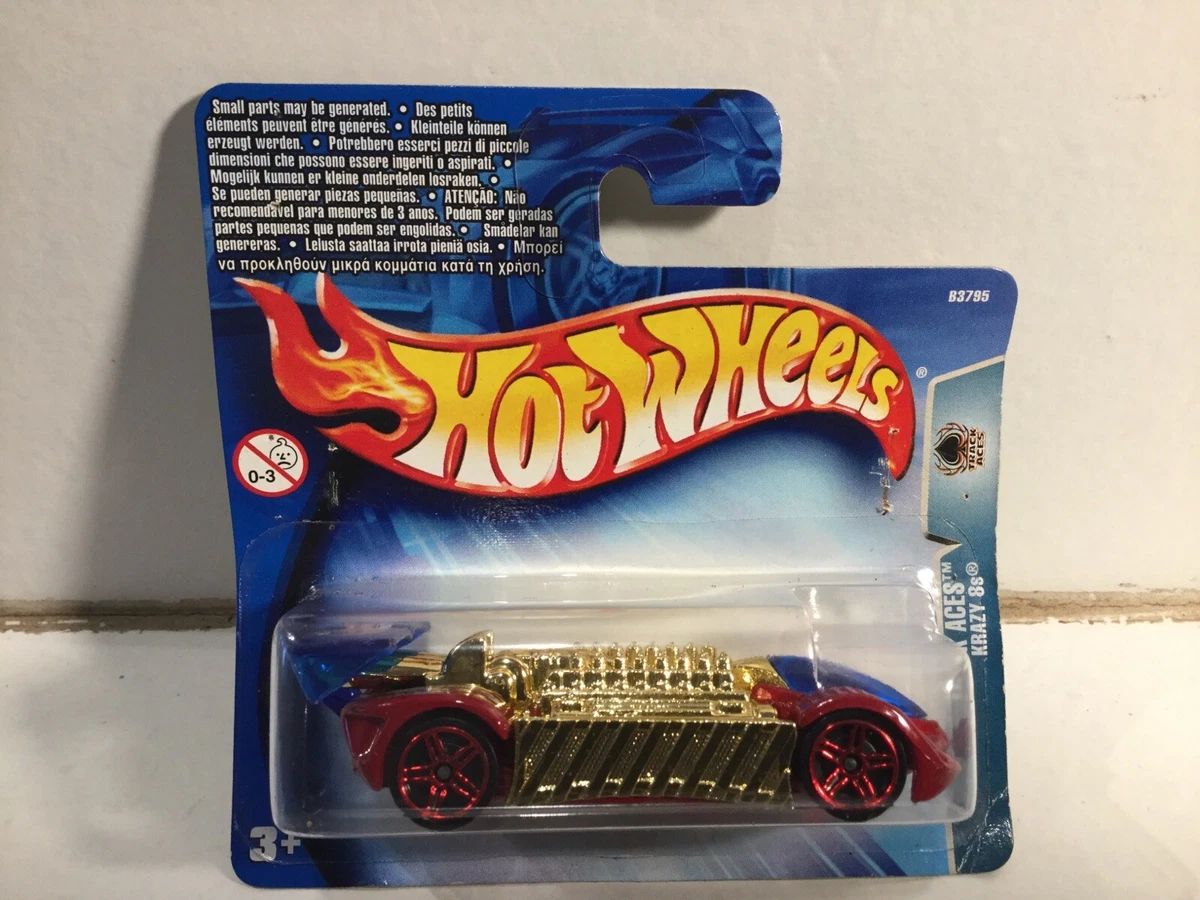 Small parts may be generated. • Des petits
éléments peuvent être générés. • Kleinteile können
erzeugt werden. • Potrebbero esserci pezzi di piccole
dimensioni che possono essere ingeriti o aspirati. •
Mogelijk kunnen er kleine onderdelen losraken. •
Se pueden generar piezas pequeñas. • ATENÇÃO: Não
recomendável para menores de 3 anos. Podem ser geradas
partes pequenas que podem ser engolidas. • Smådelar kan
genereras. • Lelusta saattaa irrota pieniä osia. • Μπορεί
να προκληθούν μικρά κομμάτια κατά τη χρήση.
B3795
HOT WHEELS®
TRACK
ACES
0-3
ACES™
KRAZY 8s®
3+